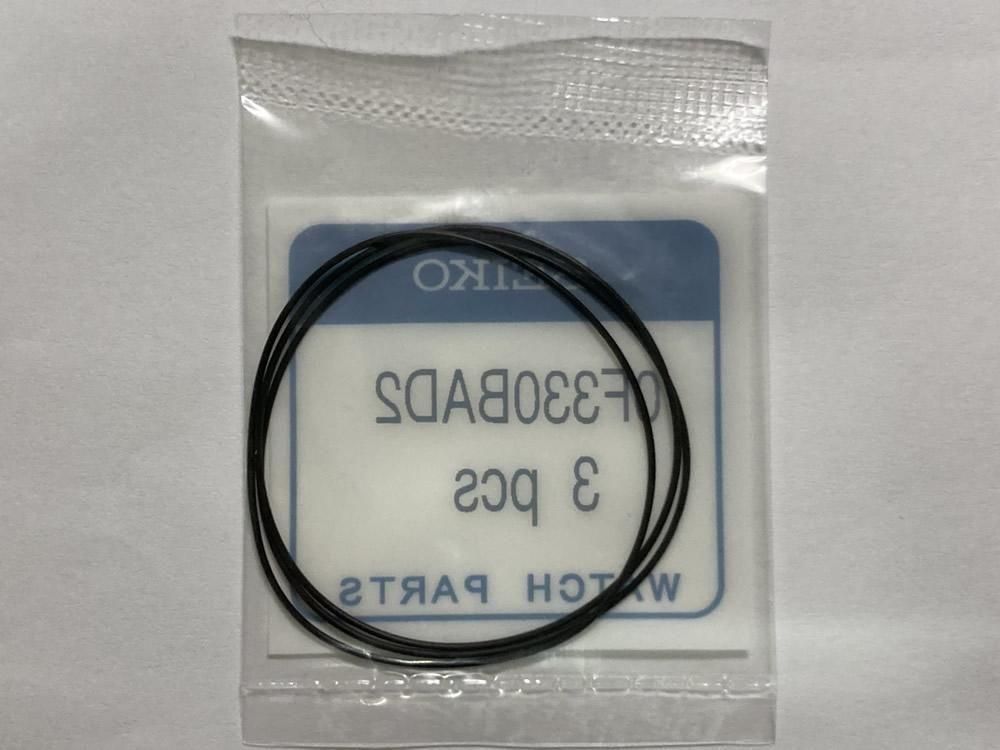 SEIKO
0F330BAD2
3 pcs
WATCH PARTS